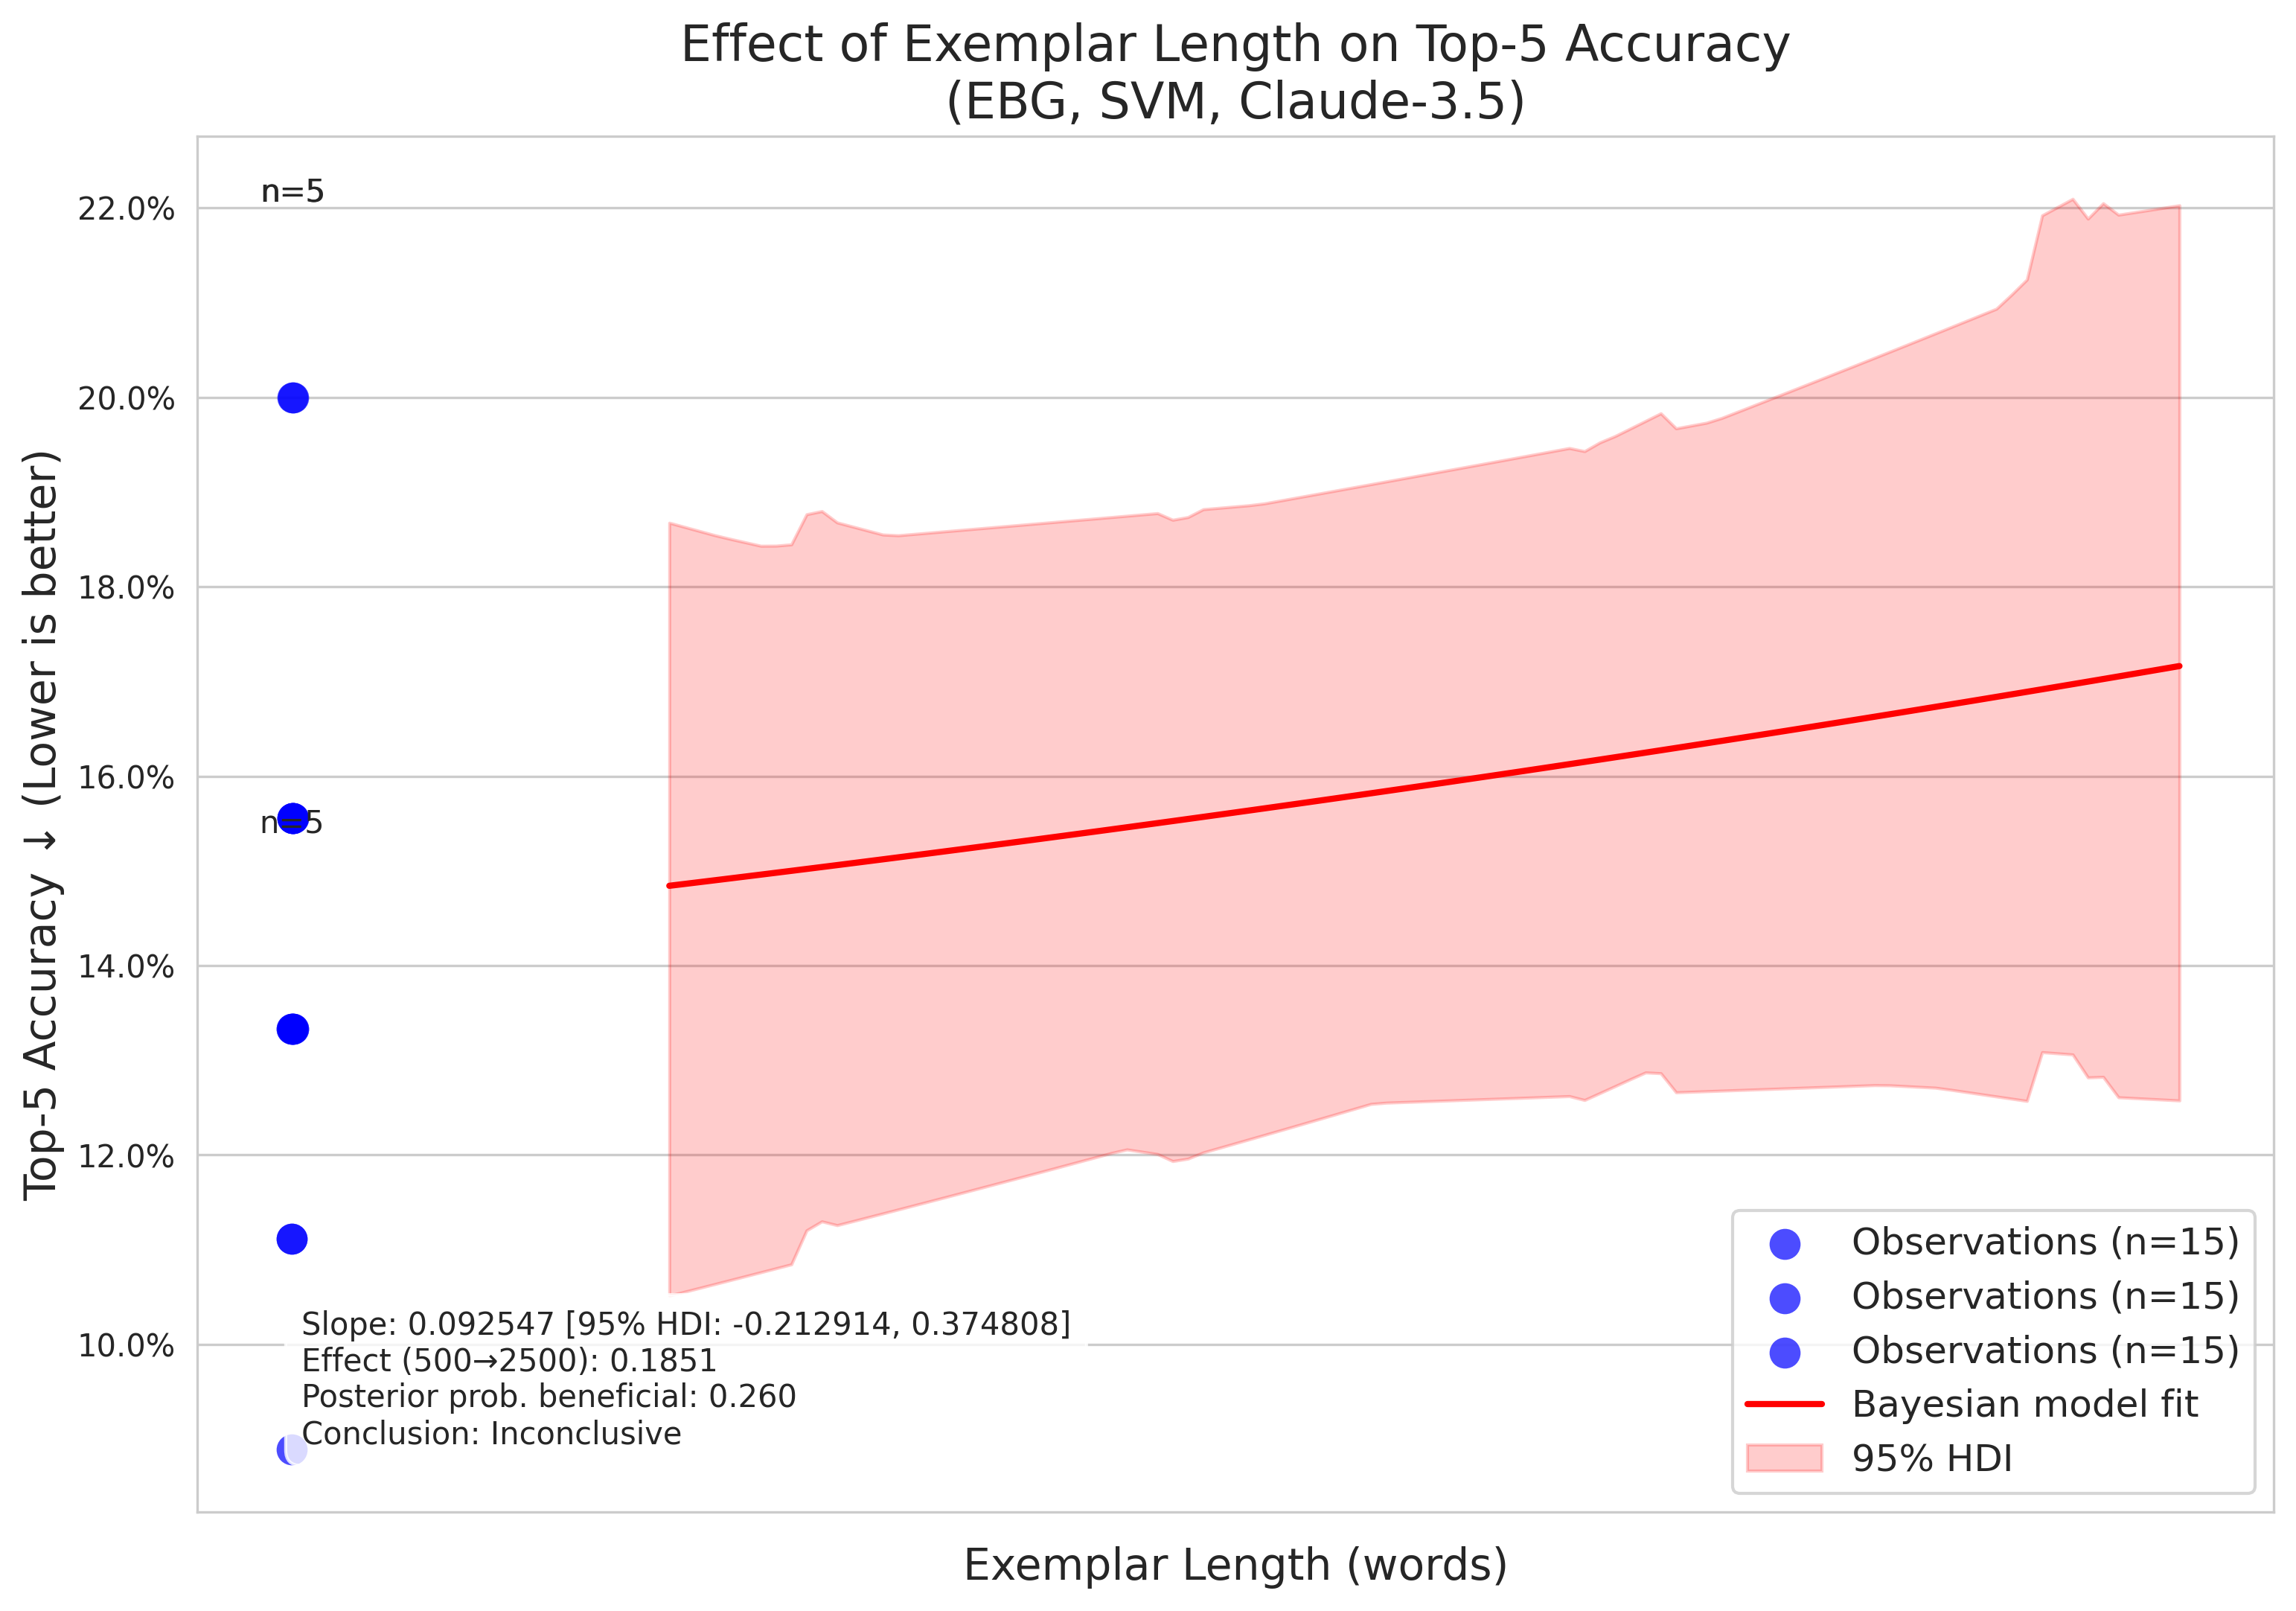 Effect of Exemplar Length on Top-5 Accuracy
(EBG, SVM, Claude-3.5)
Top-5 Accuracy ↓ (Lower is better)
22.0%
20.0%
18.0%
16.0%
14.0%
12.0%
10.0%
n=5
n=5
Slope: 0.092547 [95% HDI: -0.212914, 0.374808]
Effect (500→2500): 0.1851
Posterior prob. beneficial: 0.260
Conclusion: Inconclusive
Observations (n=15)
Observations (n=15)
Observations (n=15)
Bayesian model fit
95% HDI
Exemplar Length (words)